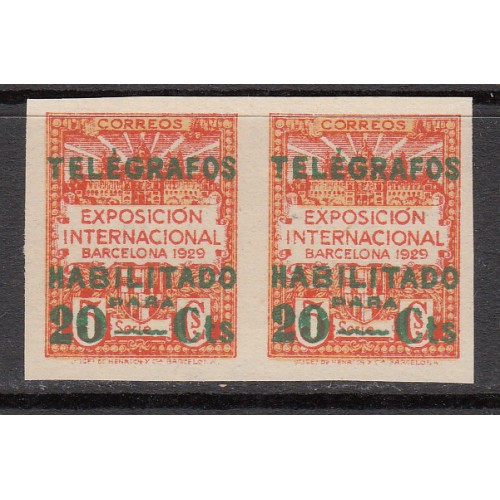 CORREOS
TELÉGRAFOS
EXPOSICIÓN
INTERNACIONAL
BARCELONA 1929
HABILITADO
PARA
20 Cts
CORREOS
TELÉGRAFOS
EXPOSICIÓN
INTERNACIONAL
BARCELONA 1929
HABILITADO
PARA
20 Cts